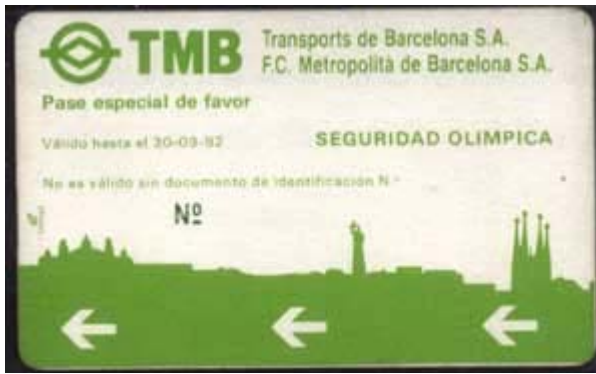 TMB
Transports de Barcelona S.A.
F.C. Metropolità de Barcelona S.A.
Pase especial de favor
Válido hasta el 30-09-92
SEGURIDAD OLIMPICA
No es válido sin documento de identificación N.º
Nº